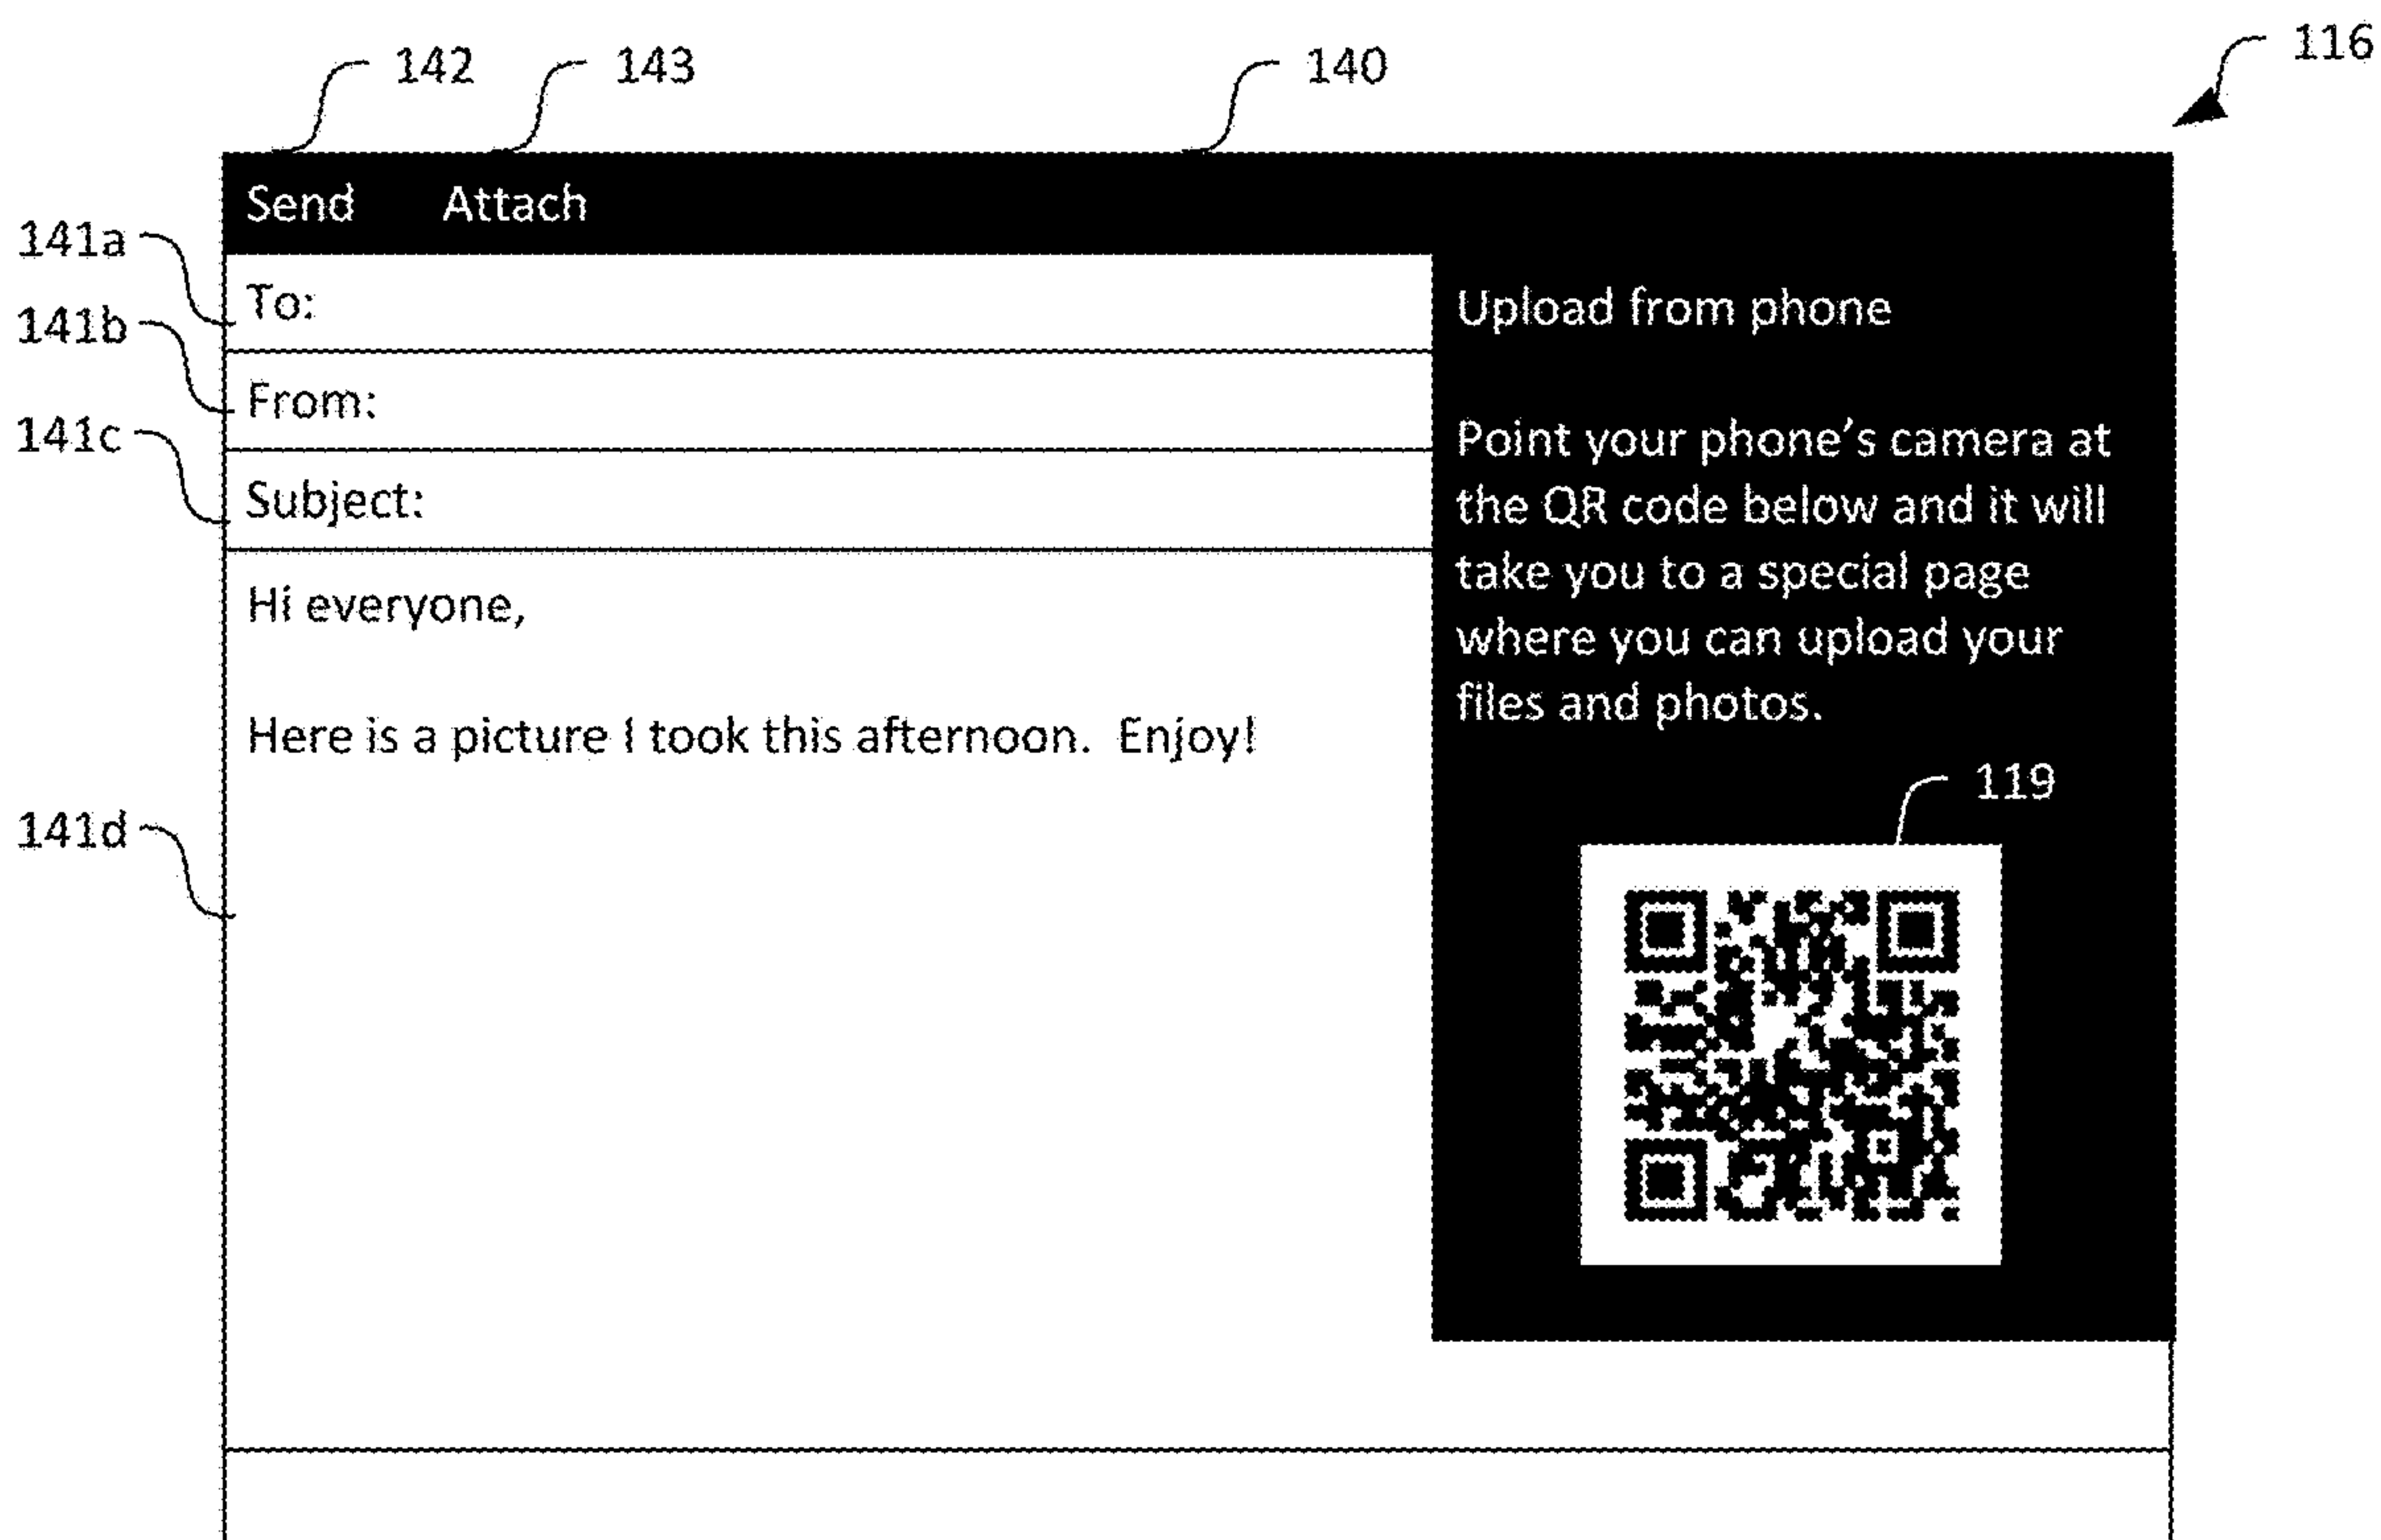 116
142
143
140
Send Attach
141a
To:
141b
From:
141c
Subject:
Hi everyone,
Here is a picture I took this afternoon. Enjoy!
141d
Upload from phone
Point your phone's camera at
the QR code below and it will
take you to a special page
where you can upload your
files and photos.
119